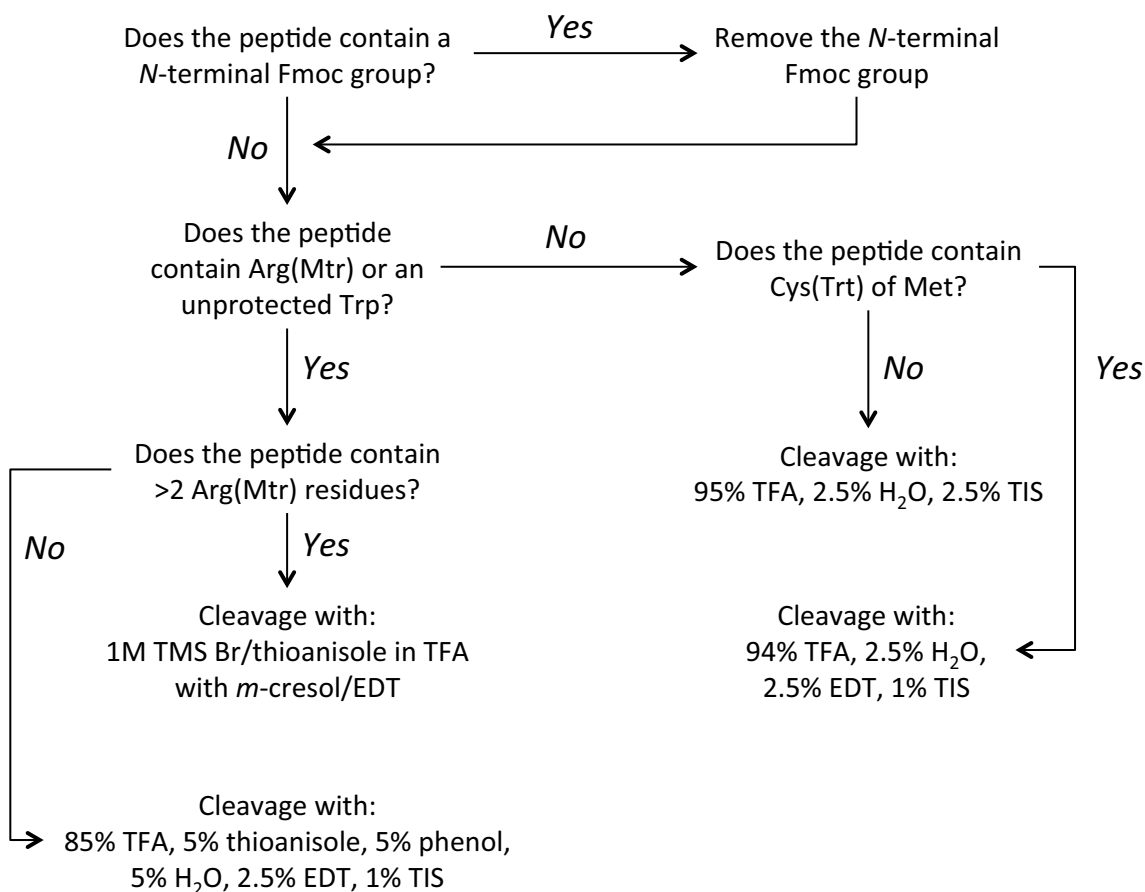 Does the peptide contain a
N-terminal Fmoc group?
Yes
Remove the N-terminal
Fmoc group
No
Does the peptide
contain Arg(Mtr) or an
unprotected Trp?
No
Does the peptide contain
Cys(Trt) of Met?
Yes
No
Yes
Does the peptide contain
>2 Arg(Mtr) residues?
Cleavage with:
95% TFA, 2.5% H₂O, 2.5% TIS
No
Yes
Cleavage with:
1M TMS Br/thioanisole in TFA
with m-cresol/EDT
Cleavage with:
94% TFA, 2.5% H₂O,
2.5% EDT, 1% TIS
Cleavage with:
85% TFA, 5% thioanisole, 5% phenol,
5% H₂O, 2.5% EDT, 1% TIS